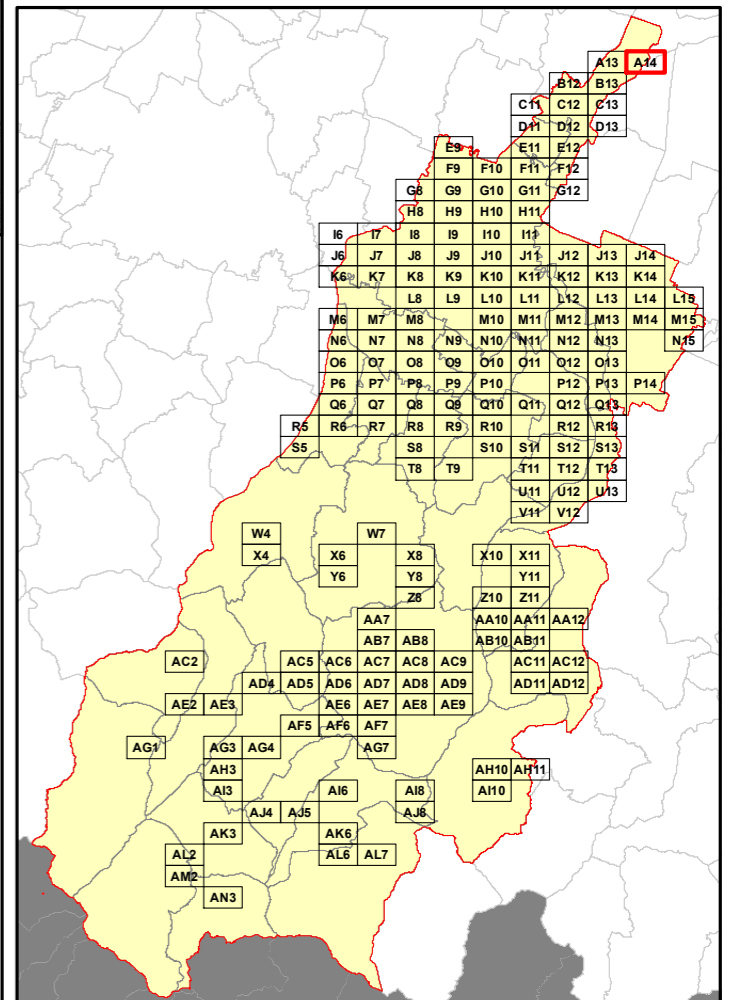 A13 A14
B12 B13
C11 C12 C13
D11 D12 D13
E9 E11 E12
F9 F10 F11 F12
G8 G9 G10 G11 G12
H8 H9 H10 H11
I6 I7 I8 I9 I10 I11
J6 J7 J8 J9 J10 J11 J12 J13 J14
K6 K7 K8 K9 K10 K11 K12 K13 K14
L8 L9 L10 L11 L12 L13 L14 L15
M6 M7 M8 M10 M11 M12 M13 M14 M15
N6 N7 N8 N9 N10 N11 N12 N13 N15
O6 O7 O8 O9 O10 O11 O12 O13
P6 P7 P8 P9 P10 P12 P13 P14
Q6 Q7 Q8 Q9 Q10 Q11 Q12 Q13
R5 R6 R7 R8 R9 R10 R12 R13
S5 S8 S10 S11 S12 S13
T8 T9 T11 T12 T13
U11 U12 U13
V11 V12
W4 W7
X4 X6 X8 X10 X11
Y6 Y8 Y11
Z8 Z10 Z11
AA7 AA10 AA11 AA12
AB7 AB8 AB10 AB11
AC2 AC5 AC6 AC7 AC8 AC9 AC11 AC12
AD4 AD5 AD6 AD7 AD8 AD9 AD11 AD12
AE2 AE3 AE6 AE7 AE8 AE9
AF5 AF6 AF7
AG1 AG3 AG4 AG7
AH3 AH10 AH11
AI3 AI6 AI8 AI10
AJ4 AJ5 AJ8
AK3 AK6
AL2 AL6 AL7
AM2
AN3